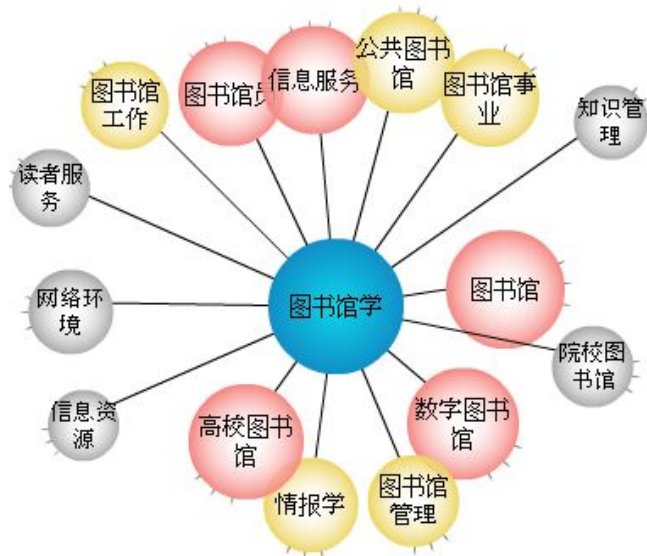 图书馆
工作
图书馆员
信息服务
公共图书
馆
图书馆事
业
知识管
理
读者服
务
网络环
境
信息资
源
图书馆学
图书馆
院校图
书馆
高校图书
馆
情报学
图书馆
管理
数字图书
馆